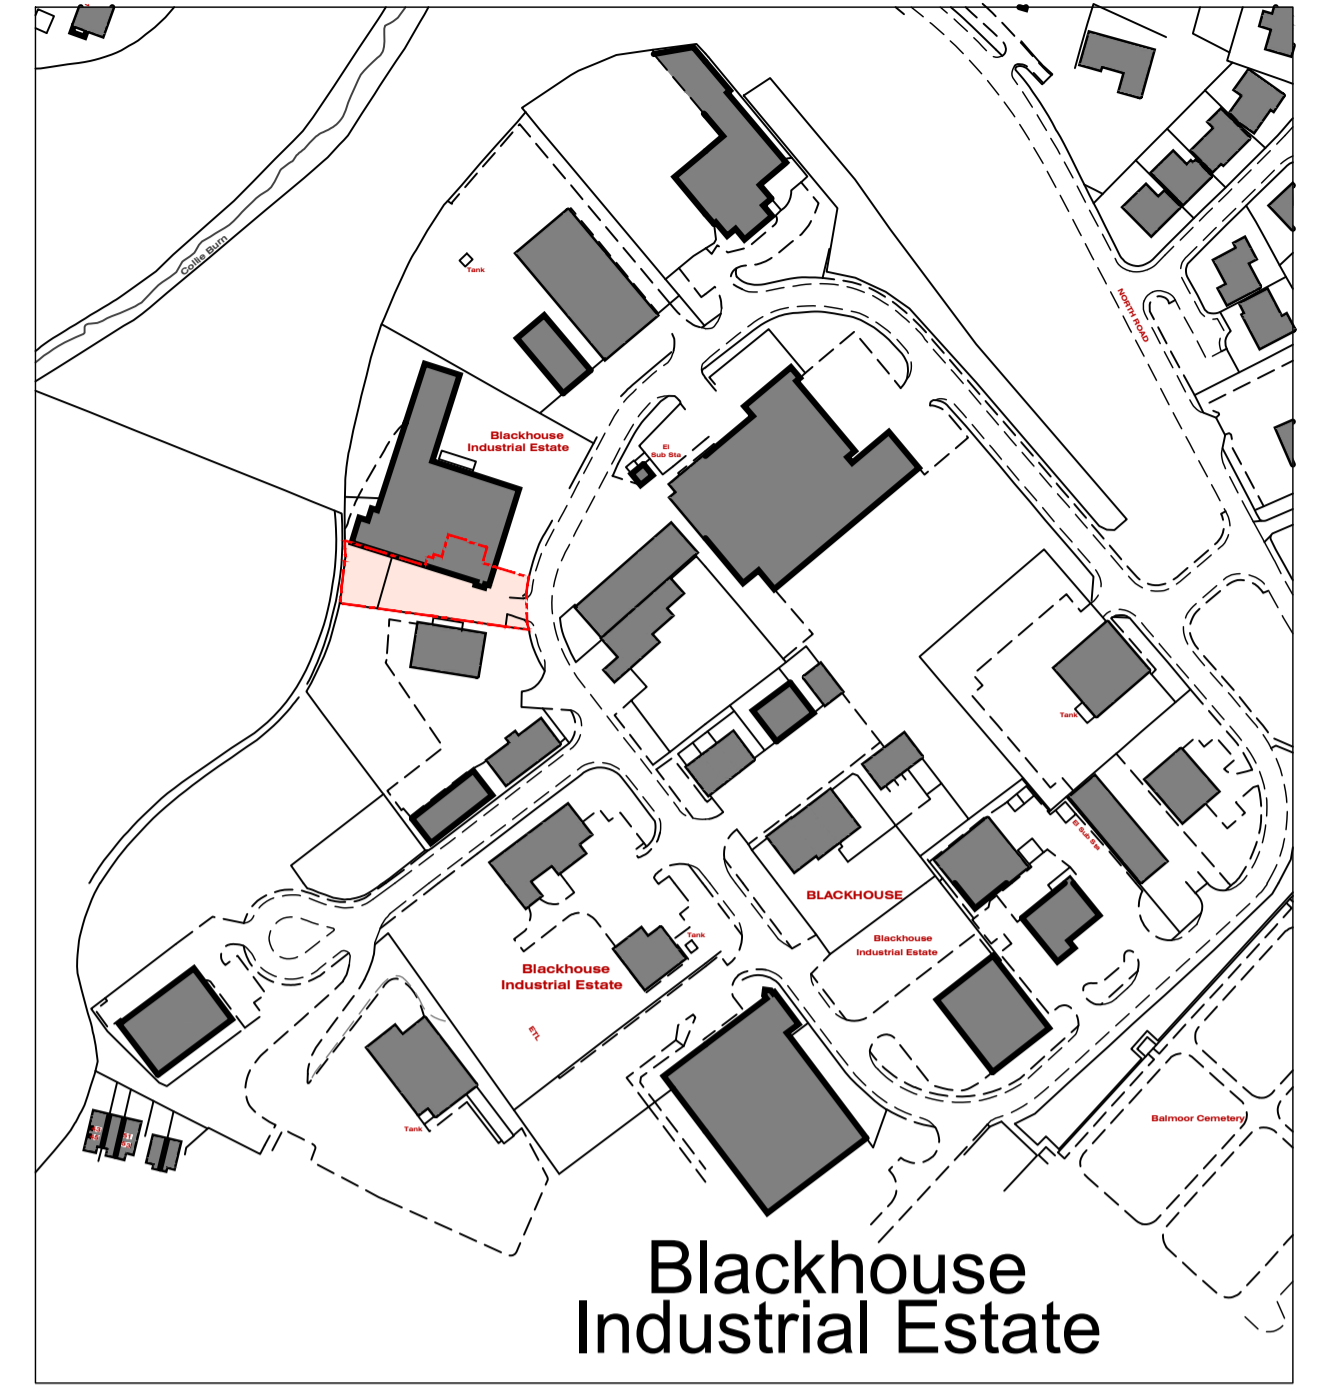 Collie Burn
Tank
NORTH ROAD
Blackhouse
Industrial Estate
El
Sub Sta
Tank
El Sub Sta
BLACKHOUSE
Blackhouse
Industrial Estate
Tank
Blackhouse
Industrial Estate
ETL
Tank
Balmoor Cemetery
Blackhouse
Industrial Estate